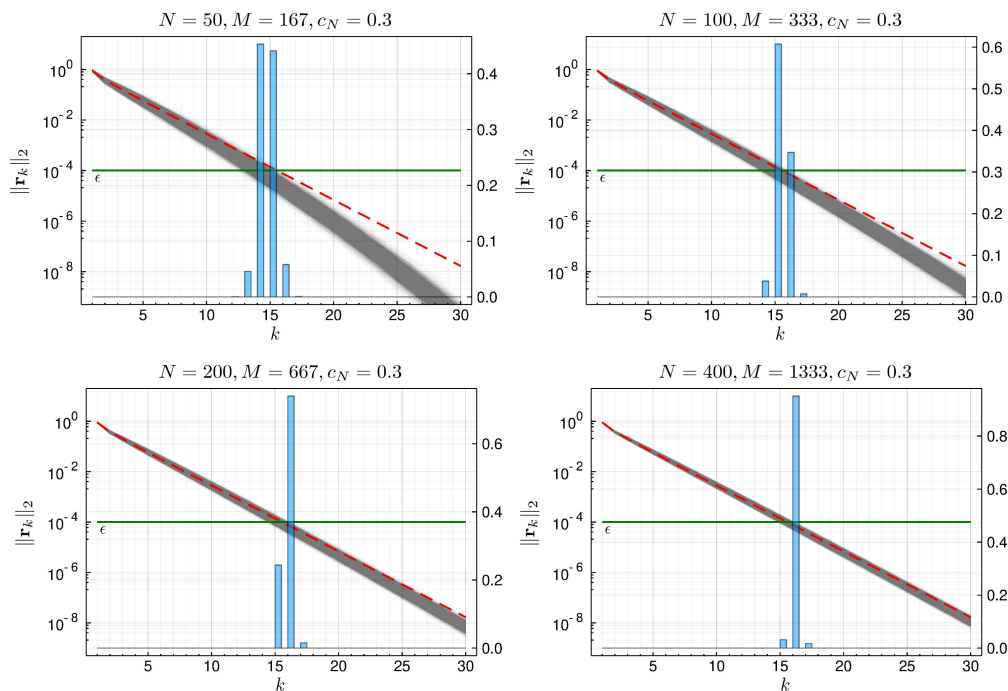 N = 50, M = 167, c_N = 0.3
10^0
10^-2
10^-4
10^-6
10^-8
||r_k||_2
ϵ
0.4
0.3
0.2
0.1
0.0
5 10 15 20 25 30
k
N = 100, M = 333, c_N = 0.3
10^0
10^-2
10^-4
10^-6
10^-8
||r_k||_2
ϵ
0.6
0.5
0.4
0.3
0.2
0.1
0.0
5 10 15 20 25 30
k
N = 200, M = 667, c_N = 0.3
10^0
10^-2
10^-4
10^-6
10^-8
||r_k||_2
ϵ
0.6
0.4
0.2
0.0
5 10 15 20 25 30
k
N = 400, M = 1333, c_N = 0.3
10^0
10^-2
10^-4
10^-6
10^-8
||r_k||_2
ϵ
0.8
0.6
0.4
0.2
0.0
5 10 15 20 25 30
k